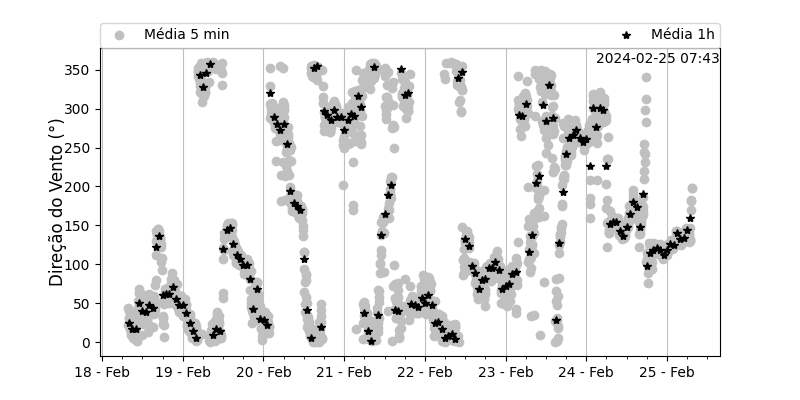 Média 5 min
Média 1h
2024-02-25 07:43
Direção do Vento (°)
350
300
250
200
150
100
50
0
18 - Feb
19 - Feb
20 - Feb
21 - Feb
22 - Feb
23 - Feb
24 - Feb
25 - Feb